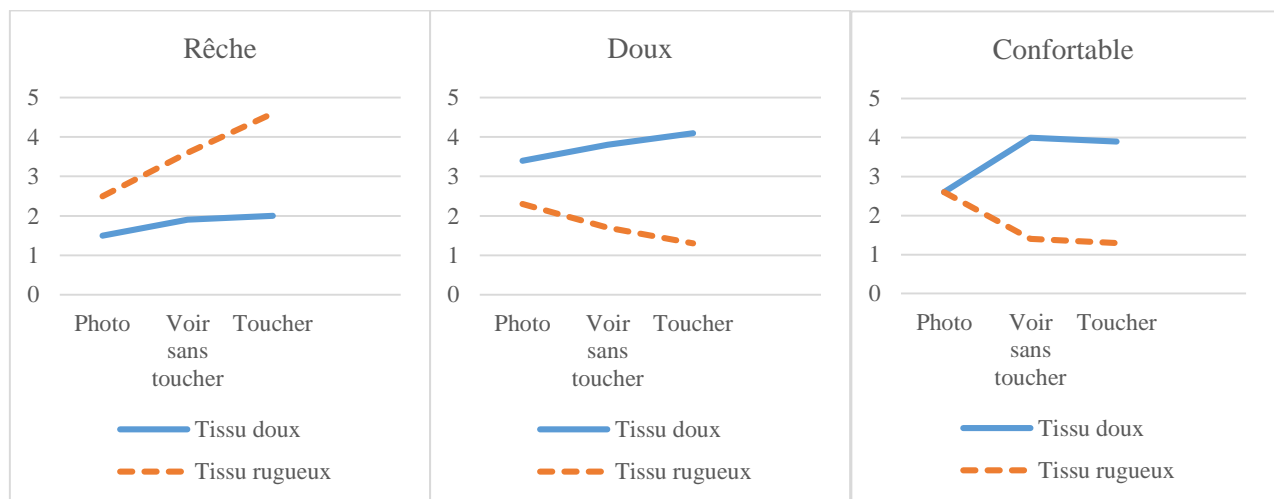 Rêche
5
4
3
2
1
0
Photo
Voir
sans
toucher
Toucher
Tissu doux
Tissu rugueux
Doux
5
4
3
2
1
0
Photo
Voir
sans
toucher
Toucher
Tissu doux
Tissu rugueux
Confortable
5
4
3
2
1
0
Photo
Voir
sans
toucher
Toucher
Tissu doux
Tissu rugueux